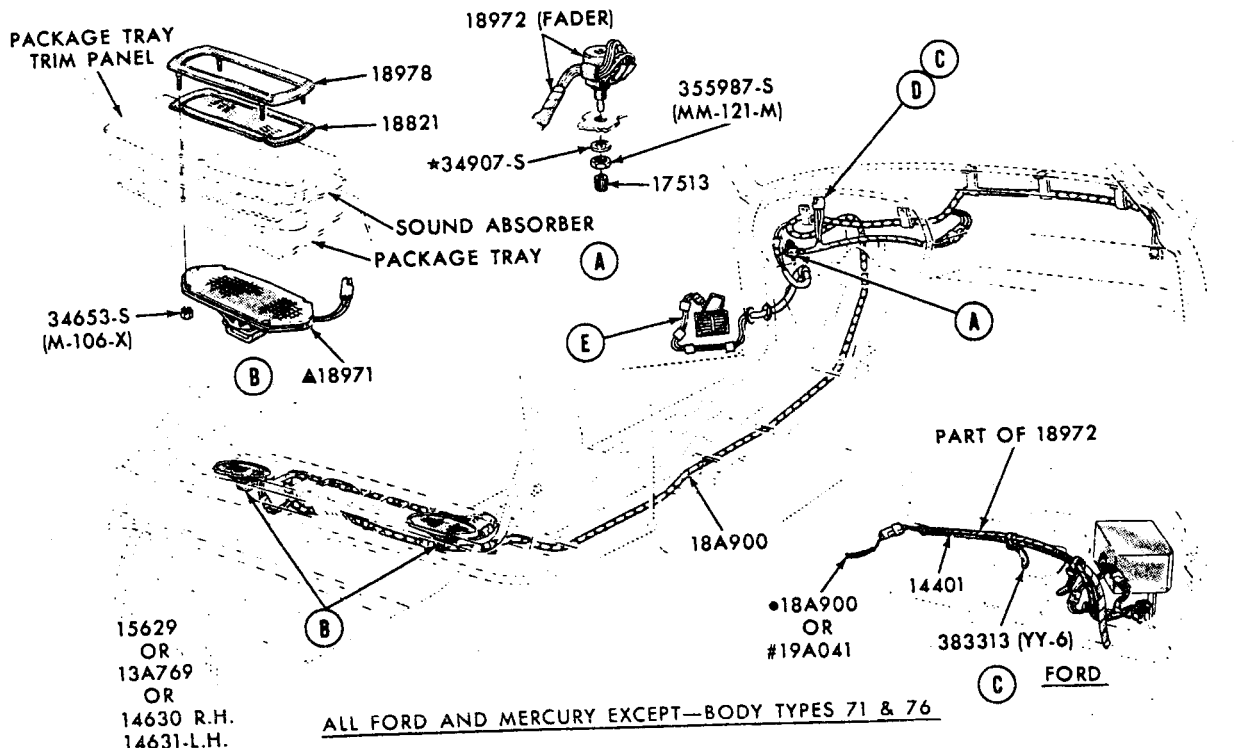 PACKAGE TRAY
TRIM PANEL
18978
18821
SOUND ABSORBER
PACKAGE TRAY
34653-S
(M-106-X)
B
▲18971
18972 (FADER)
355987-S
(MM-121-M)
★34907-S
17513
A
C
D
E
A
18A900
B
PART OF 18972
14401
●18A900
OR
#19A041
383313 (YY-6)
C
FORD
15629
OR
13A769
OR
14630 R.H.
14631-L.H.
ALL FORD AND MERCURY EXCEPT—BODY TYPES 71 & 76